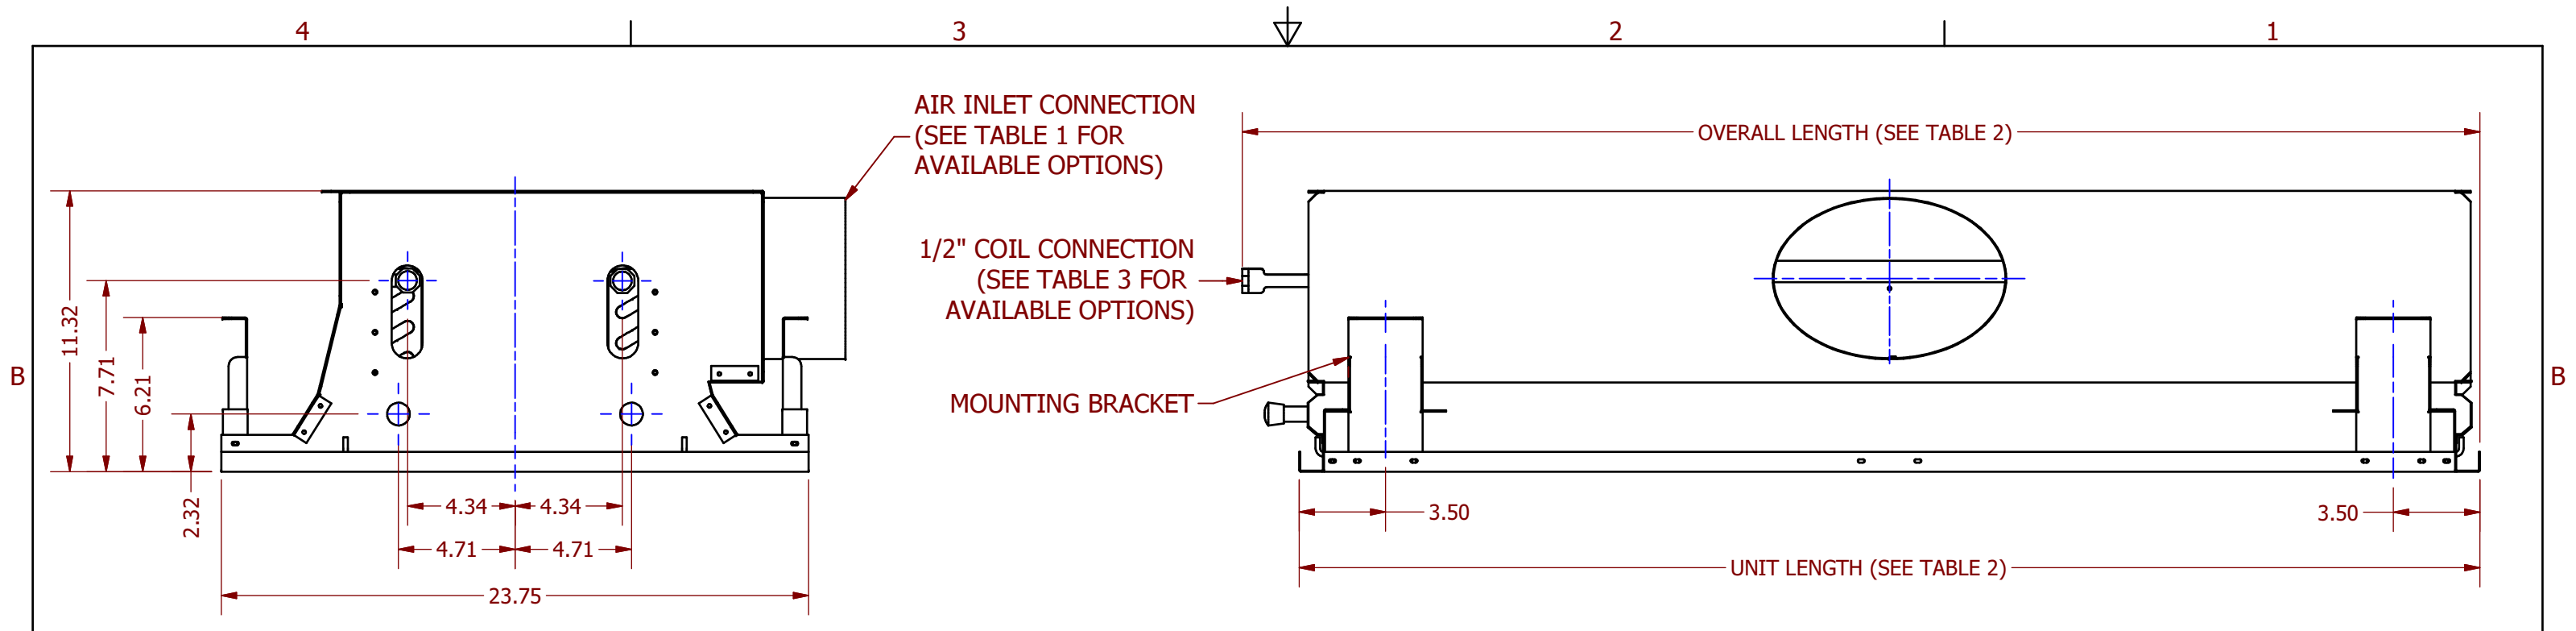 4
3
2
1
AIR INLET CONNECTION
(SEE TABLE 1 FOR
AVAILABLE OPTIONS)
OVERALL LENGTH (SEE TABLE 2)
1/2" COIL CONNECTION
(SEE TABLE 3 FOR
AVAILABLE OPTIONS)
11.32
7.71
6.21
2.32
B
B
MOUNTING BRACKET
4.34
4.34
3.50
3.50
4.71
4.71
UNIT LENGTH (SEE TABLE 2)
23.75